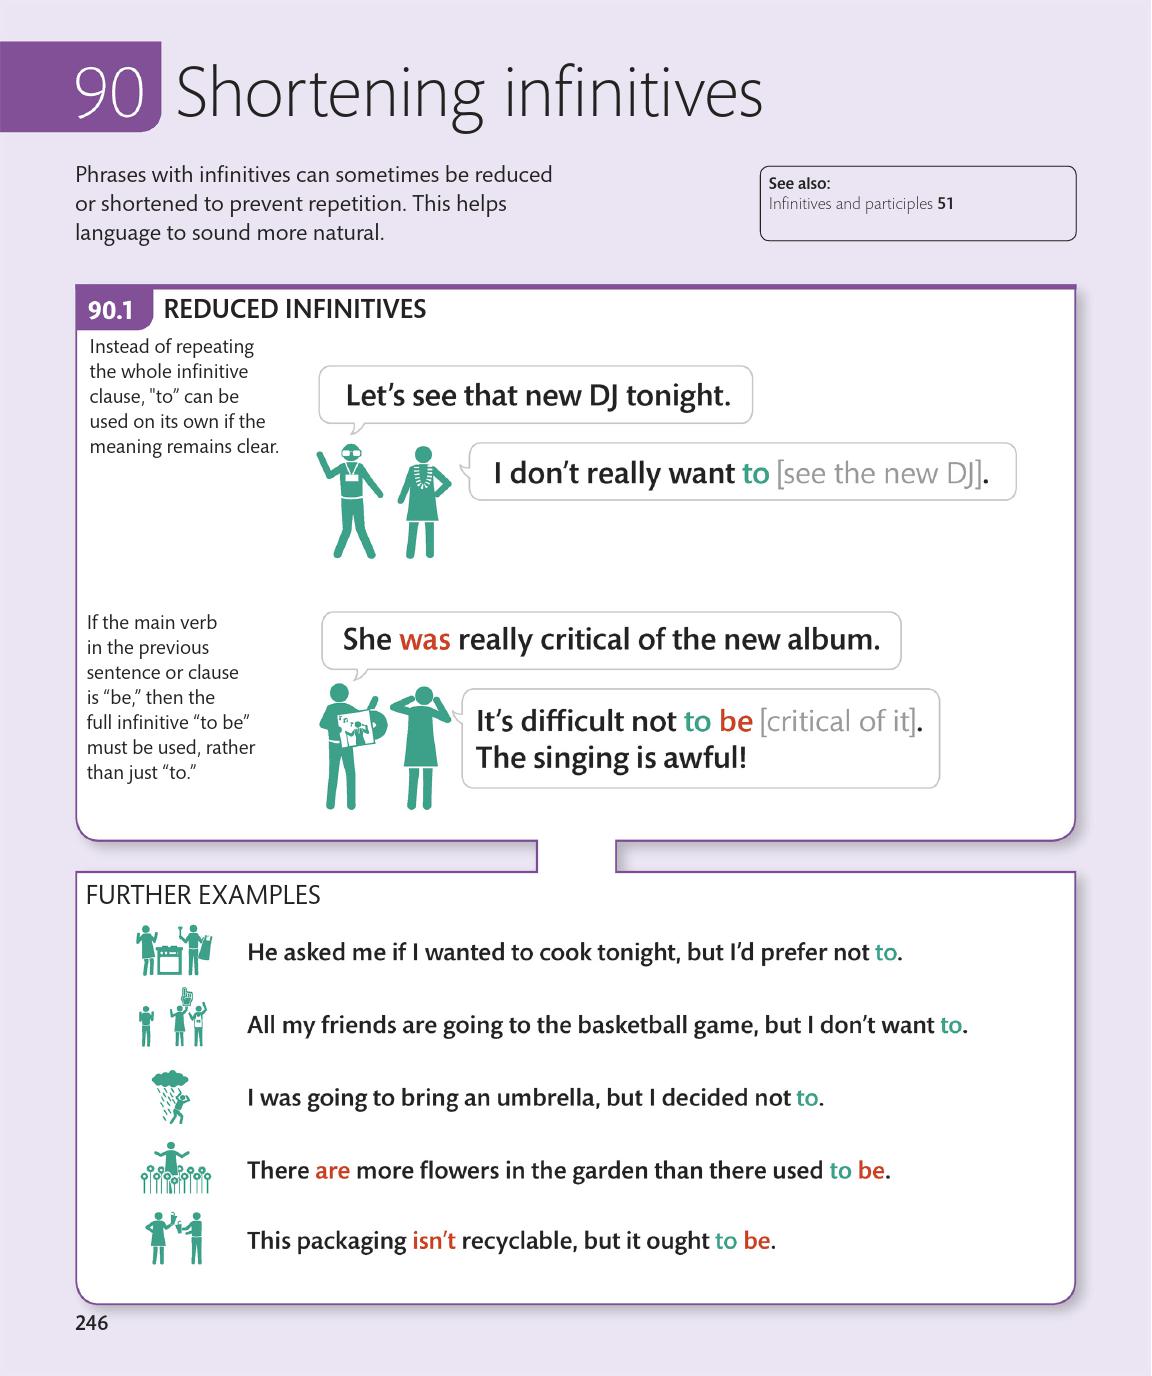 90 Shortening infinitives
Phrases with infinitives can sometimes be reduced
or shortened to prevent repetition. This helps
language to sound more natural.
See also:
Infinitives and participles 51
90.1 REDUCED INFINITIVES
Instead of repeating
the whole infinitive
clause, "to” can be
used on its own if the
meaning remains clear.
Let’s see that new DJ tonight.
I don’t really want to [see the new DJ].
If the main verb
in the previous
sentence or clause
is “be,” then the
full infinitive “to be”
must be used, rather
than just “to.”
She was really critical of the new album.
It’s difficult not to be [critical of it].
The singing is awful!
FURTHER EXAMPLES
He asked me if I wanted to cook tonight, but I’d prefer not to.
All my friends are going to the basketball game, but I don’t want to.
I was going to bring an umbrella, but I decided not to.
There are more flowers in the garden than there used to be.
This packaging isn’t recyclable, but it ought to be.
246